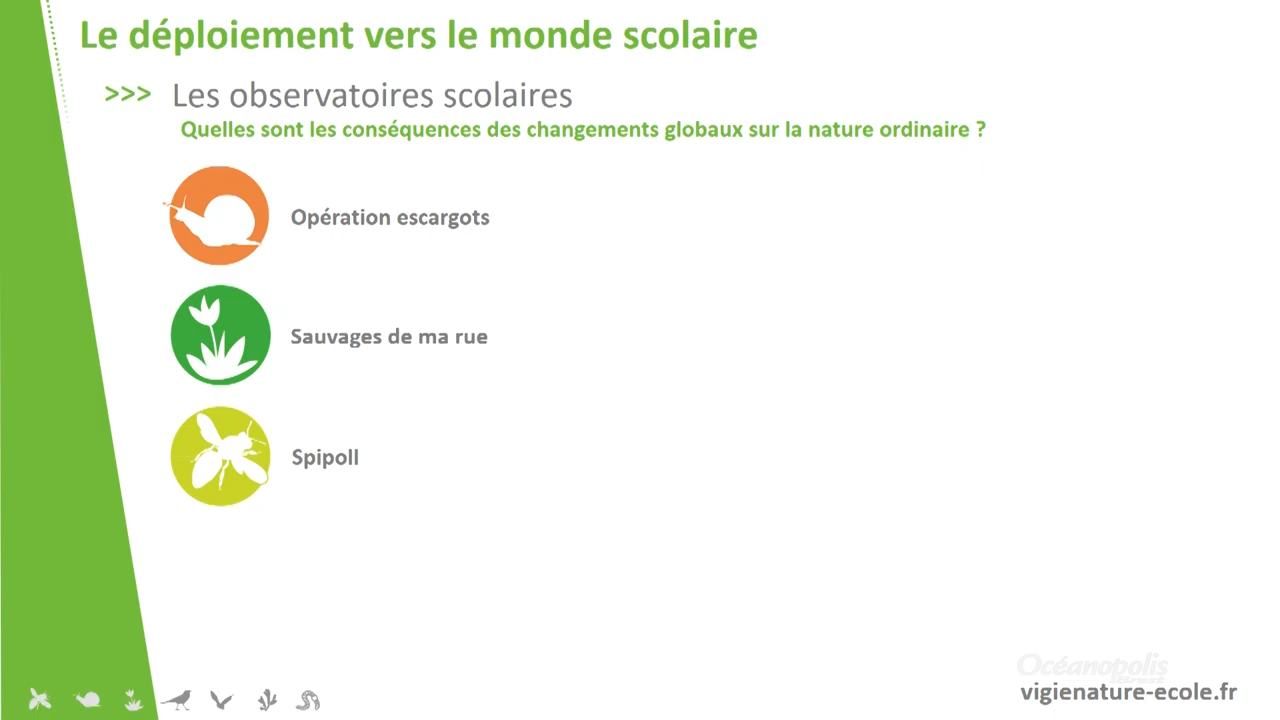 Le déploiement vers le monde scolaire
>>> Les observatoires scolaires
Quelles sont les conséquences des changements globaux sur la nature ordinaire ?
Opération escargots
Sauvages de ma rue
Spipoll
Océanopolis
Brest
vigienature-ecole.fr